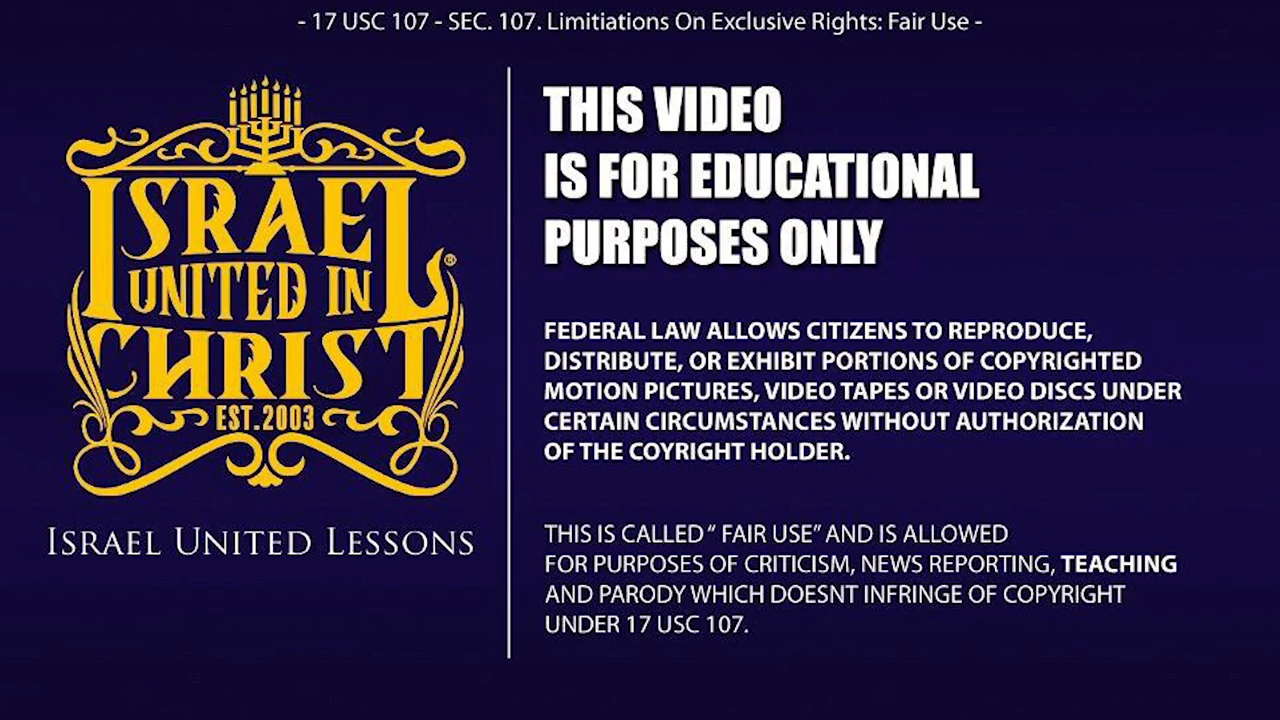 - 17 USC 107 - SEC. 107. Limitiations On Exclusive Rights: Fair Use -
ISRAEL
UNITED IN
CHRIST
®
EST.2003
ISRAEL UNITED LESSONS
THIS VIDEO
IS FOR EDUCATIONAL
PURPOSES ONLY
FEDERAL LAW ALLOWS CITIZENS TO REPRODUCE,
DISTRIBUTE, OR EXHIBIT PORTIONS OF COPYRIGHTED
MOTION PICTURES, VIDEO TAPES OR VIDEO DISCS UNDER
CERTAIN CIRCUMSTANCES WITHOUT AUTHORIZATION
OF THE COYRIGHT HOLDER.
THIS IS CALLED “ FAIR USE” AND IS ALLOWED
FOR PURPOSES OF CRITICISM, NEWS REPORTING, TEACHING
AND PARODY WHICH DOESNT INFRINGE OF COPYRIGHT
UNDER 17 USC 107.